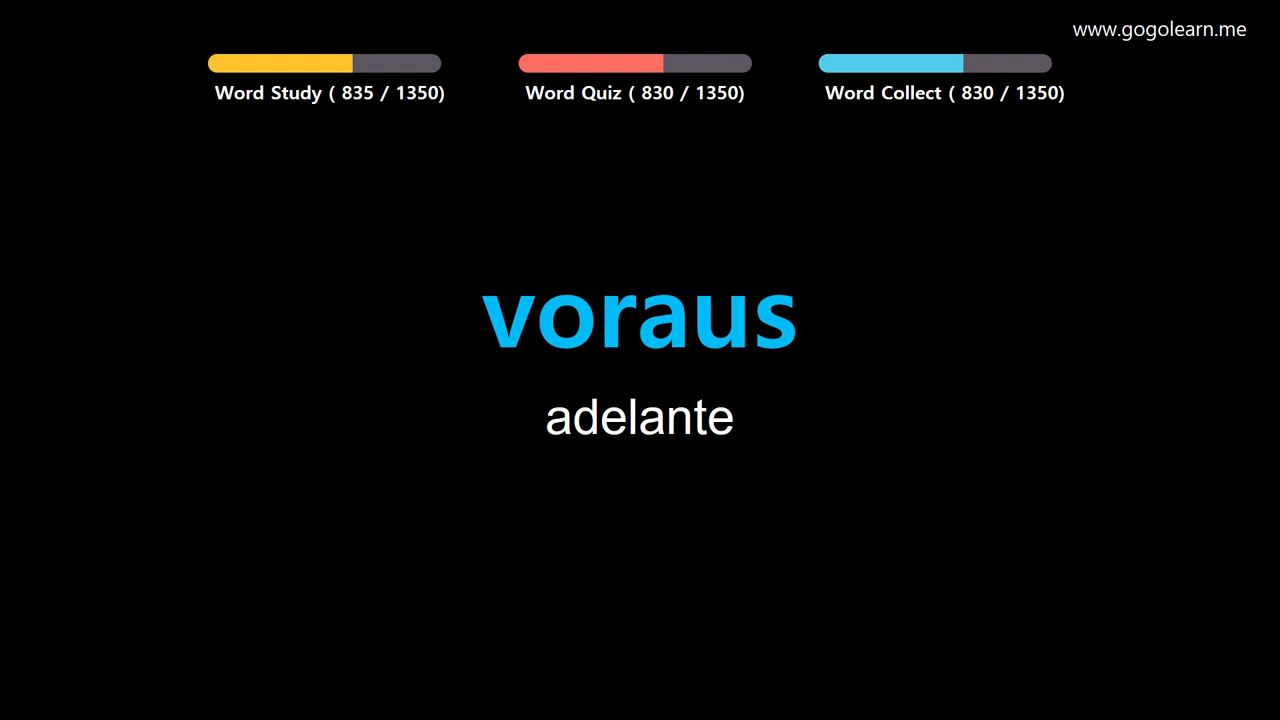 www.gogolearn.me
Word Study ( 835 / 1350)
Word Quiz ( 830 / 1350)
Word Collect ( 830 / 1350)
voraus
adelante